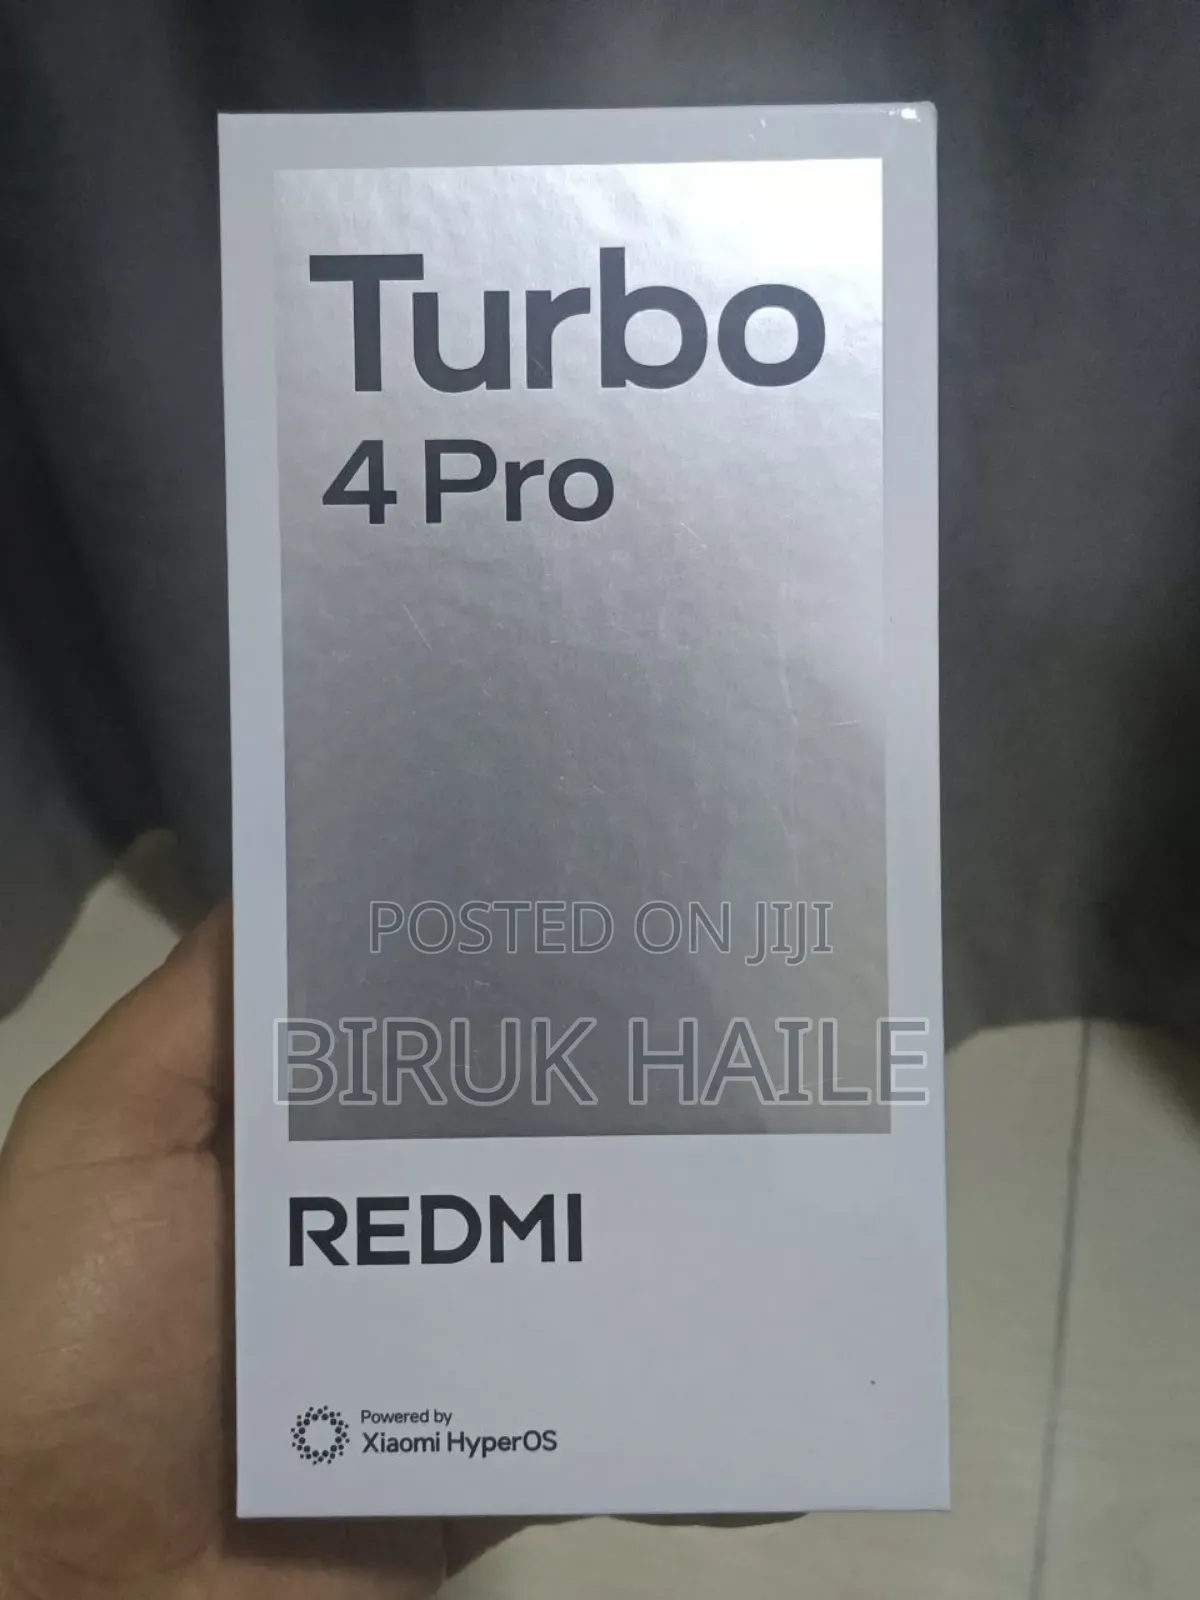 Turbo
4 Pro
POSTED ON JIJI
BIRUK HAILE
REDMI
Powered by
Xiaomi HyperOS